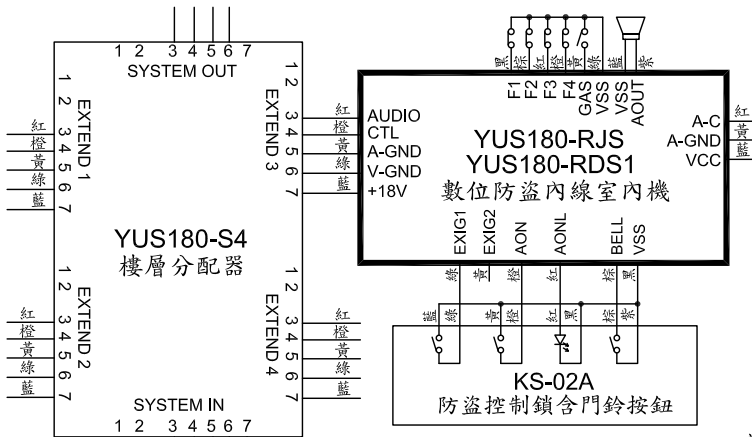 1 2 3 4 5 6 7
SYSTEM OUT
1 2 3 4 5 6 7
EXTEND 1
紅
橙
黃
綠
藍
1 2 3 4 5 6 7
EXTEND 2
紅
橙
黃
綠
藍
YUS180-S4
樓層分配器
1 2 3 4 5 6 7
EXTEND 3
紅
橙
黃
綠
藍
1 2 3 4 5 6 7
EXTEND 4
紅
橙
黃
綠
藍
SYSTEM IN
1 2 3 4 5 6 7
黑 棕 紅 橙 黃 綠 藍 紫
F1 F2 F3 F4 GAS VSS VSS AOUT
AUDIO
CTL
A-GND
V-GND
+18V
YUS180-RJS
YUS180-RDS1
數位防盜內線室內機
A-C
A-GND
VCC
紅
黃
藍
EXIG1 EXIG2 AON AONL BELL VSS
綠 黃 橙 紅 棕 黑
藍 綠 黃 橙 紅 黑 棕 紫
KS-02A
防盜控制鎖含門鈴按鈕